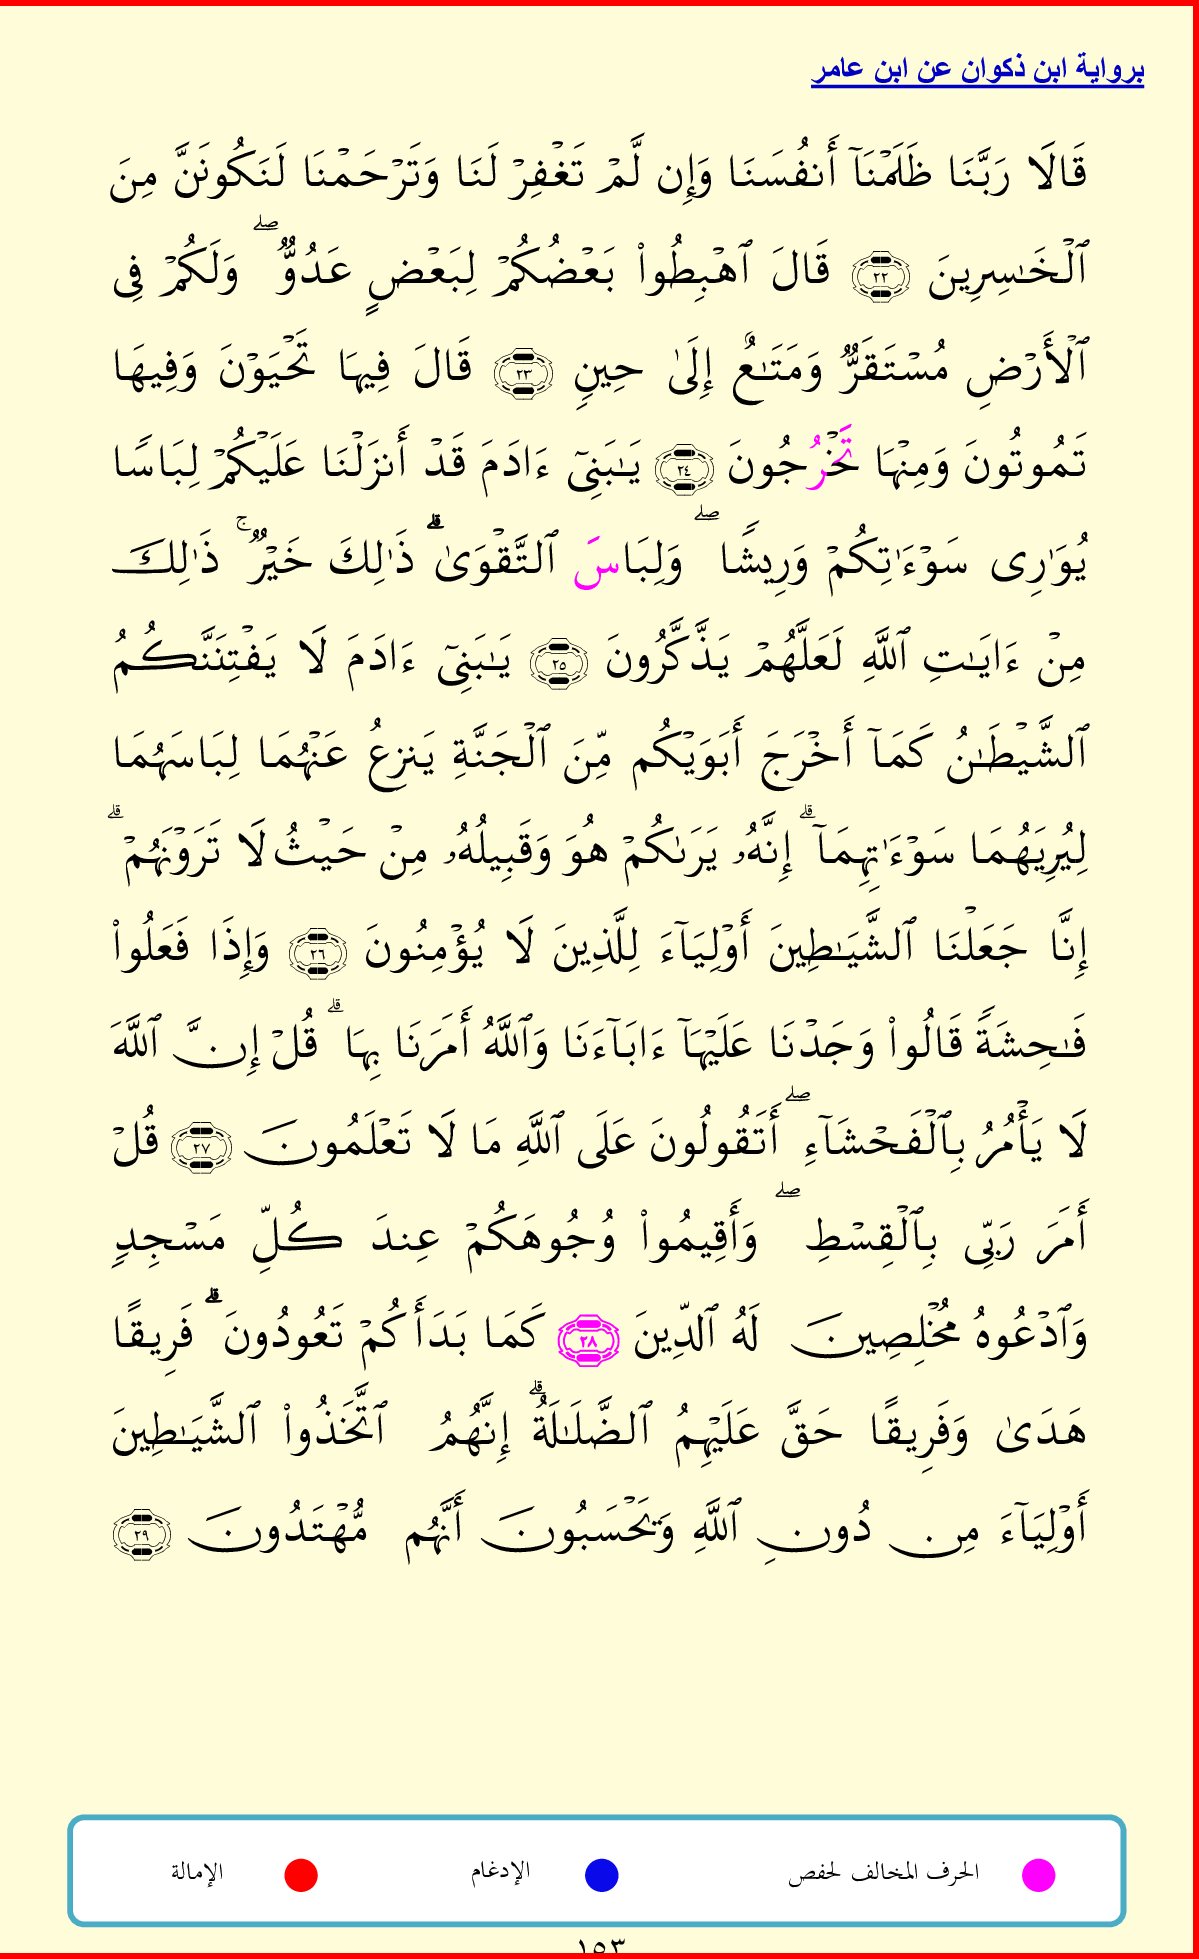 برواية ابن ذكوان عن ابن عامر
قَالَا رَبَّنَا ظَلَمْنَآ أَنفُسَنَا وَإِن لَّمْ تَغْفِرْ لَنَا وَتَرْحَمْنَا لَنَكُونَنَّ مِنَ
ٱلْخَـٰسِرِينَ ٢٢ قَالَ ٱهْبِطُوا۟ بَعْضُكُمْ لِبَعْضٍ عَدُوٌّ ۖ وَلَكُمْ فِى
ٱلْأَرْضِ مُسْتَقَرٌّ وَمَتَـٰعٌ إِلَىٰ حِينٍ ٢٣ قَالَ فِيهَا تَحْيَوْنَ وَفِيهَا
تَمُوتُونَ وَمِنْهَا تَخْرُجُونَ ٢٤ يَـٰبَنِىٓ ءَادَمَ قَدْ أَنزَلْنَا عَلَيْكُمْ لِبَاسًا
يُوَٰرِى سَوْءَٰتِكُمْ وَرِيشًا ۖ وَلِبَاسَ ٱلتَّقْوَىٰ ۗ ذَٰلِكَ خَيْرٌ ۚ ذَٰلِكَ
مِنْ ءَايَـٰتِ ٱللَّهِ لَعَلَّهُمْ يَذَّكَّرُونَ ٢٥ يَـٰبَنِىٓ ءَادَمَ لَا يَفْتِنَنَّكُمُ
ٱلشَّيْطَـٰنُ كَمَآ أَخْرَجَ أَبَوَيْكُم مِّنَ ٱلْجَنَّةِ يَنزِعُ عَنْهُمَا لِبَاسَهُمَا
لِيُرِيَهُمَا سَوْءَٰتِهِمَآ ۗ إِنَّهُۥ يَرَىٰكُمْ هُوَ وَقَبِيلُهُۥ مِنْ حَيْثُ لَا تَرَوْنَهُمْ ۗ
إِنَّا جَعَلْنَا ٱلشَّيَـٰطِينَ أَوْلِيَآءَ لِلَّذِينَ لَا يُؤْمِنُونَ ٢٦ وَإِذَا فَعَلُوا۟
فَـٰحِشَةً قَالُوا۟ وَجَدْنَا عَلَيْهَآ ءَابَآءَنَا وَٱللَّهُ أَمَرَنَا بِهَا ۗ قُلْ إِنَّ ٱللَّهَ
لَا يَأْمُرُ بِٱلْفَحْشَآءِ ۖ أَتَقُولُونَ عَلَى ٱللَّهِ مَا لَا تَعْلَمُونَ ٢٧ قُلْ
أَمَرَ رَبِّى بِٱلْقِسْطِ ۖ وَأَقِيمُوا۟ وُجُوهَكُمْ عِندَ كُلِّ مَسْجِدٍ
وَٱدْعُوهُ مُخْلِصِينَ لَهُ ٱلدِّينَ ٢٨ كَمَا بَدَأَكُمْ تَعُودُونَ ۗ فَرِيقًا
هَدَىٰ وَفَرِيقًا حَقَّ عَلَيْهِمُ ٱلضَّلَـٰلَةُ ۗ إِنَّهُمُ ٱتَّخَذُوا۟ ٱلشَّيَـٰطِينَ
أَوْلِيَآءَ مِن دُونِ ٱللَّهِ وَيَحْسَبُونَ أَنَّهُم مُّهْتَدُونَ ٢٩
الحرف المخالف لحفص الإدغام الإمالة
١٥٣